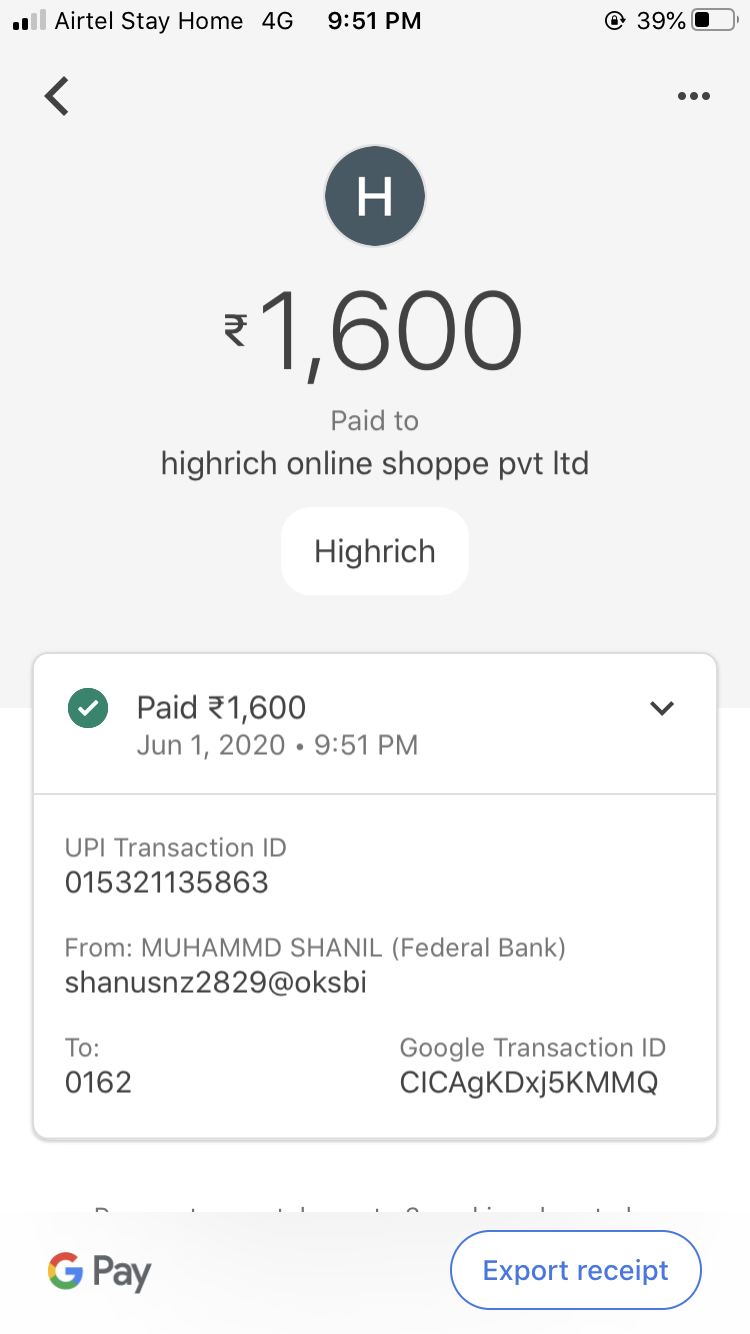 Airtel Stay Home 4G 9:51 PM 39%
H
₹1,600
Paid to
highrich online shoppe pvt ltd
Highrich
Paid ₹1,600
Jun 1, 2020 • 9:51 PM
UPI Transaction ID
015321135863
From: MUHAMMD SHANIL (Federal Bank)
shanusnz2829@oksbi
To:
0162
Google Transaction ID
CICAgKDxj5KMMQ
G Pay
Export receipt